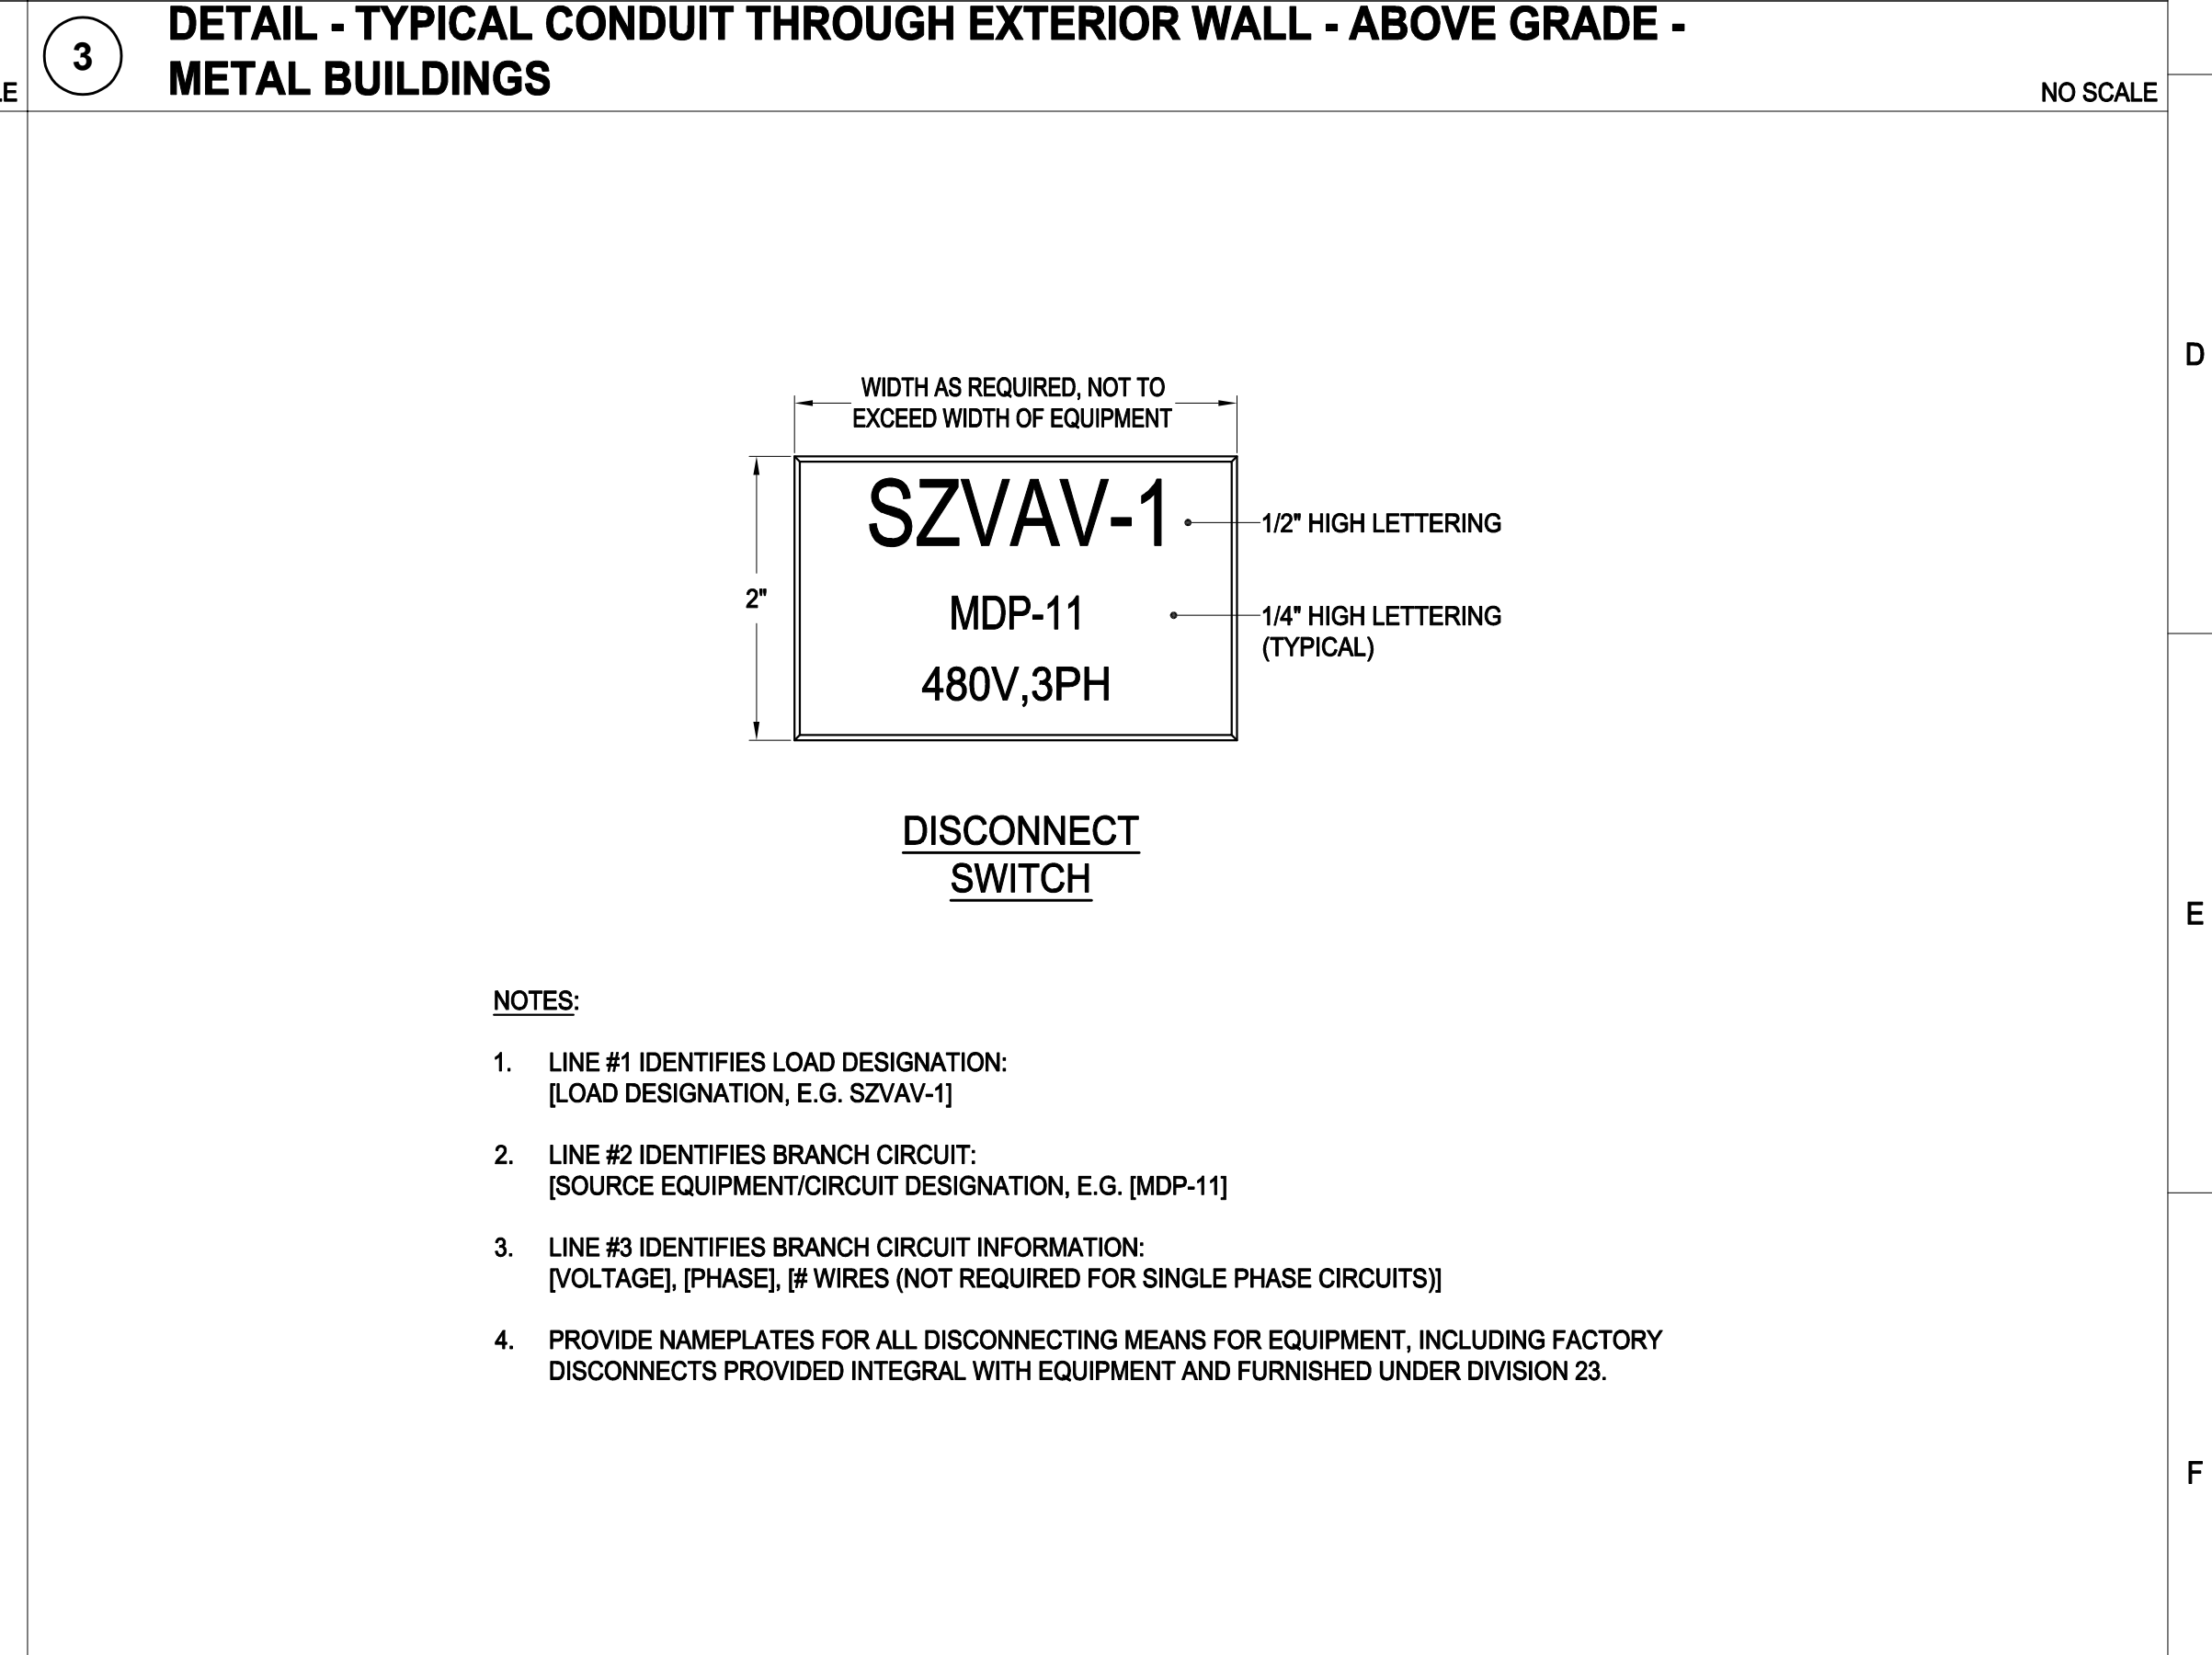 3
DETAIL - TYPICAL CONDUIT THROUGH EXTERIOR WALL - ABOVE GRADE -
METAL BUILDINGS
NO SCALE
WIDTH AS REQUIRED, NOT TO
EXCEED WIDTH OF EQUIPMENT
2"
SZVAV-1
1/2" HIGH LETTERING
MDP-11
1/4" HIGH LETTERING
(TYPICAL)
480V,3PH
DISCONNECT
SWITCH
NOTES:
1. LINE #1 IDENTIFIES LOAD DESIGNATION:
[LOAD DESIGNATION, E.G. SZVAV-1]
2. LINE #2 IDENTIFIES BRANCH CIRCUIT:
[SOURCE EQUIPMENT/CIRCUIT DESIGNATION, E.G. [MDP-11]
3. LINE #3 IDENTIFIES BRANCH CIRCUIT INFORMATION:
[VOLTAGE], [PHASE], [# WIRES (NOT REQUIRED FOR SINGLE PHASE CIRCUITS)]
4. PROVIDE NAMEPLATES FOR ALL DISCONNECTING MEANS FOR EQUIPMENT, INCLUDING FACTORY
DISCONNECTS PROVIDED INTEGRAL WITH EQUIPMENT AND FURNISHED UNDER DIVISION 23.
D
E
F